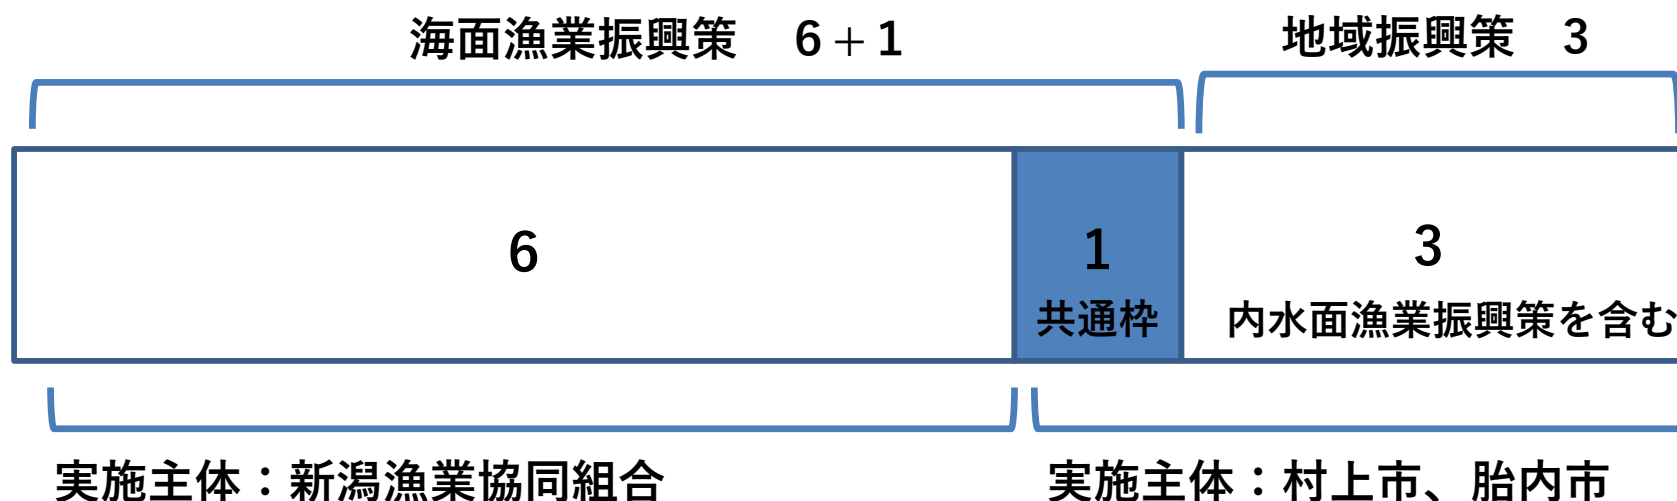 海面漁業振興策　6＋1
地域振興策　3
6
1
共通枠
3
内水面漁業振興策を含む
実施主体：新潟漁業協同組合
実施主体：村上市、胎内市